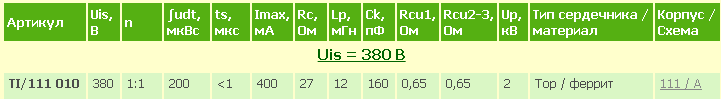 Артикул Uis, В n ∫udt, мкВс ts, мкс Imax, мА Rc, Ом Lp, мГн Ck, пФ Rcu1, Ом Rcu2-3, Ом Up, кВ Тип сердечника / материал Корпус / Схема
Uis = 380 В
TI/111 010 380 1:1 200 <1 400 27 12 160 0,65 0,65 2 Тор / феррит 111 / А